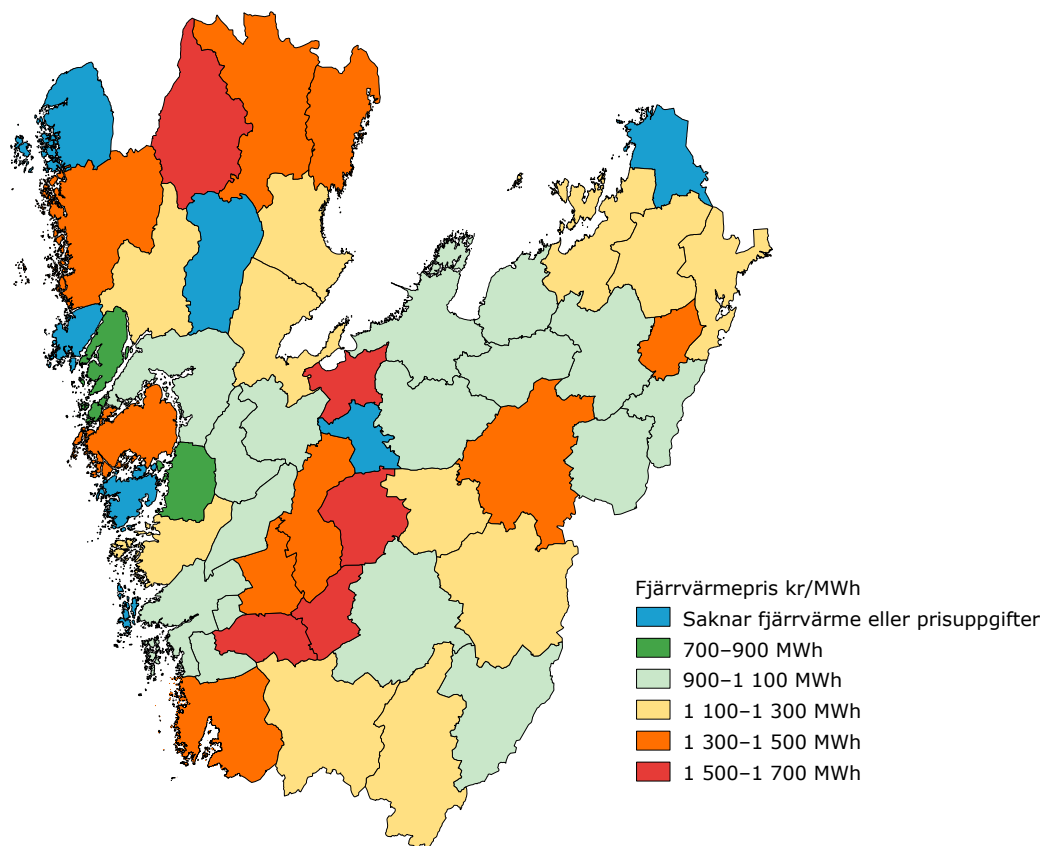 Fjärrvärmepris kr/MWh
Saknar fjärrvärme eller prisuppgifter
700–900 MWh
900–1 100 MWh
1 100–1 300 MWh
1 300–1 500 MWh
1 500–1 700 MWh